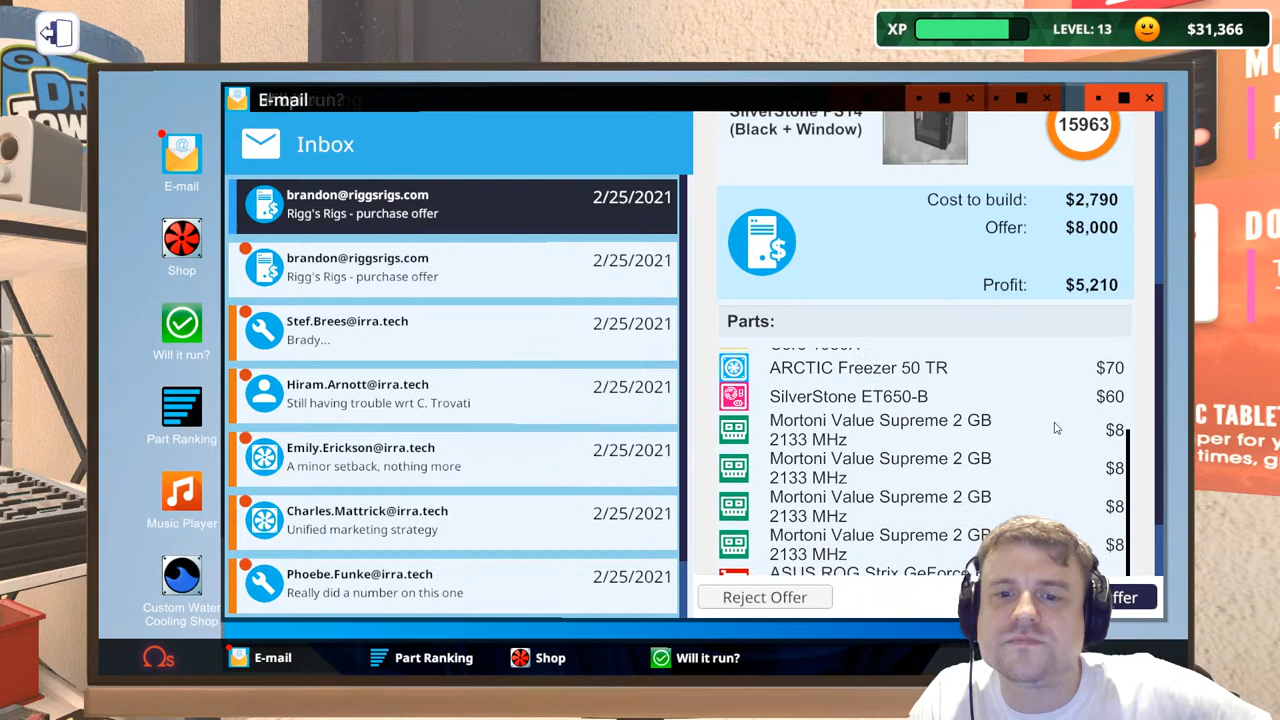 XP
LEVEL: 13
$31,366
E-mail
Inbox
brandon@riggsrigs.com
2/25/2021
Rigg's Rigs - purchase offer
brandon@riggsrigs.com
2/25/2021
Rigg's Rigs - purchase offer
Stef.Brees@irra.tech
2/25/2021
Brady...
Hiram.Arnott@irra.tech
2/25/2021
Still having trouble wrt C. Trovati
Emily.Erickson@irra.tech
2/25/2021
A minor setback, nothing more
Charles.Mattrick@irra.tech
2/25/2021
Unified marketing strategy
Phoebe.Funke@irra.tech
2/25/2021
Really did a number on this one
E-mail
Shop
Will it run?
Part Ranking
Music Player
Custom Water
Cooling Shop
SilverStone PS14
(Black + Window)
15963
Cost to build:
$2,790
Offer:
$8,000
Profit:
$5,210
Parts:
ARCTIC Freezer 50 TR
$70
SilverStone ET650-B
$60
Mortoni Value Supreme 2 GB
2133 MHz
$8
Mortoni Value Supreme 2 GB
2133 MHz
$8
Mortoni Value Supreme 2 GB
2133 MHz
$8
Mortoni Value Supreme 2 GB
2133 MHz
$8
ASUS ROG Strix GeForce
Reject Offer
ffer
E-mail
Part Ranking
Shop
Will it run?